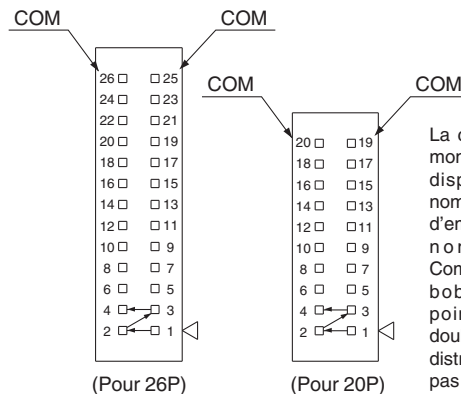 COM COM
26 25
24 23
22 21
20 19
18 17
16 15
14 13
12 11
10 9
8 7
6 5
4 3
2 1
(Pour 26P)
COM COM
20 19
18 17
16 15
14 13
12 11
10 9
8 7
6 5
4 3
2 1
(Pour 20P)
La
disp
nom
d'en
Com
bob
dou
distr
pas